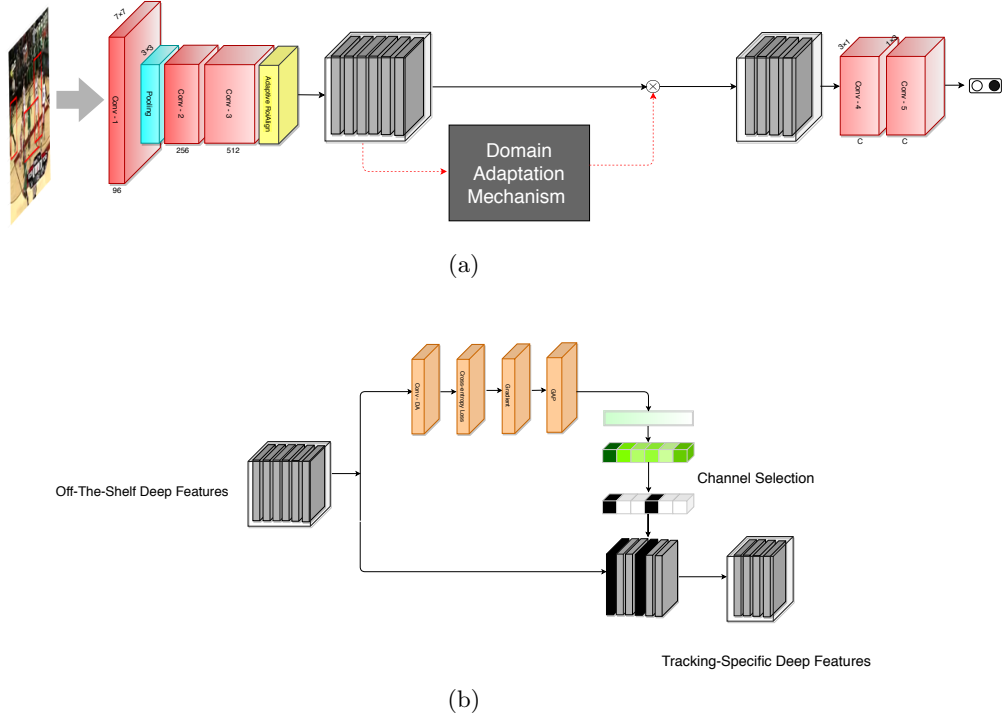 7×7
Conv - 1
96
3×3
Pooling
Conv - 2
256
Conv - 3
512
Adaptive RoIAlign
Domain
Adaptation
Mechanism
3×1
Conv - 4
C
1×3
Conv - 5
C
(a)
Conv - DA
Cross-entropy Loss
Gradient
GAP
Off-The-Shelf Deep Features
Channel Selection
Tracking-Specific Deep Features
(b)